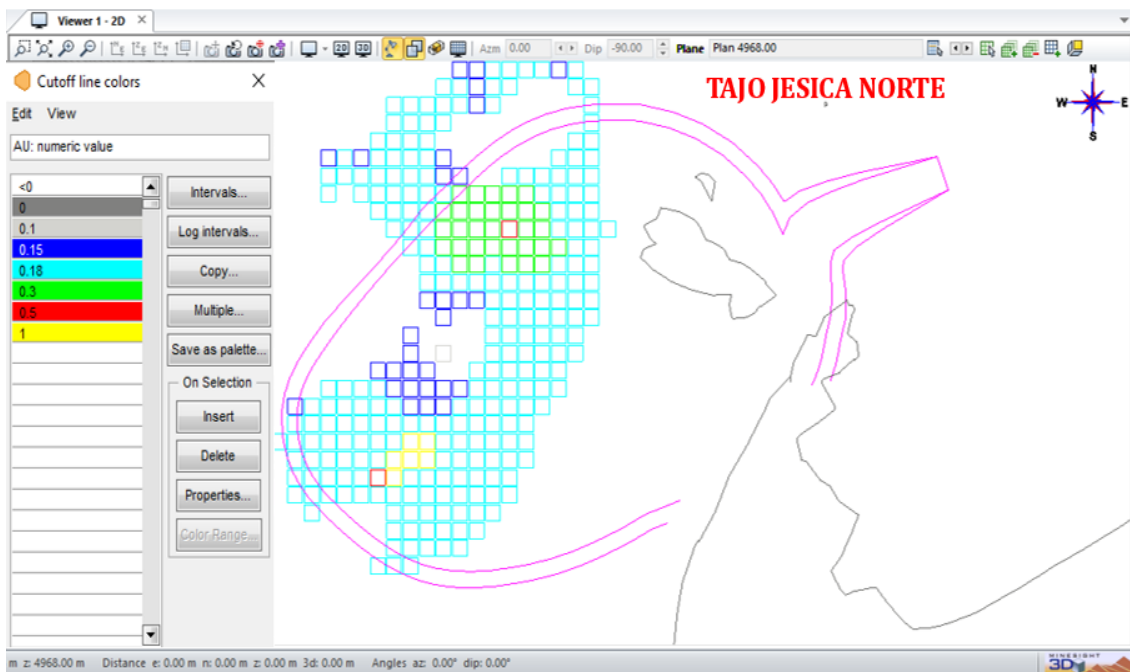 Viewer 1 - 2D ×
2D 3D Azm 0.00 Dip -90.00 Plane Plan 4968.00
Cutoff line colors
Edit View
AU: numeric value
<0
0
0.1
0.15
0.18
0.3
0.5
1
Intervals...
Log intervals...
Copy...
Multiple...
Save as palette...
On Selection
Insert
Delete
Properties...
Color Range...
TAJO JESICA NORTE
N
W E
S
m z: 4968.00 m Distance e: 0.00 m n: 0.00 m z: 0.00 m 3d: 0.00 m Angles az: 0.00° dip: 0.00°
MINESIGHT
3D